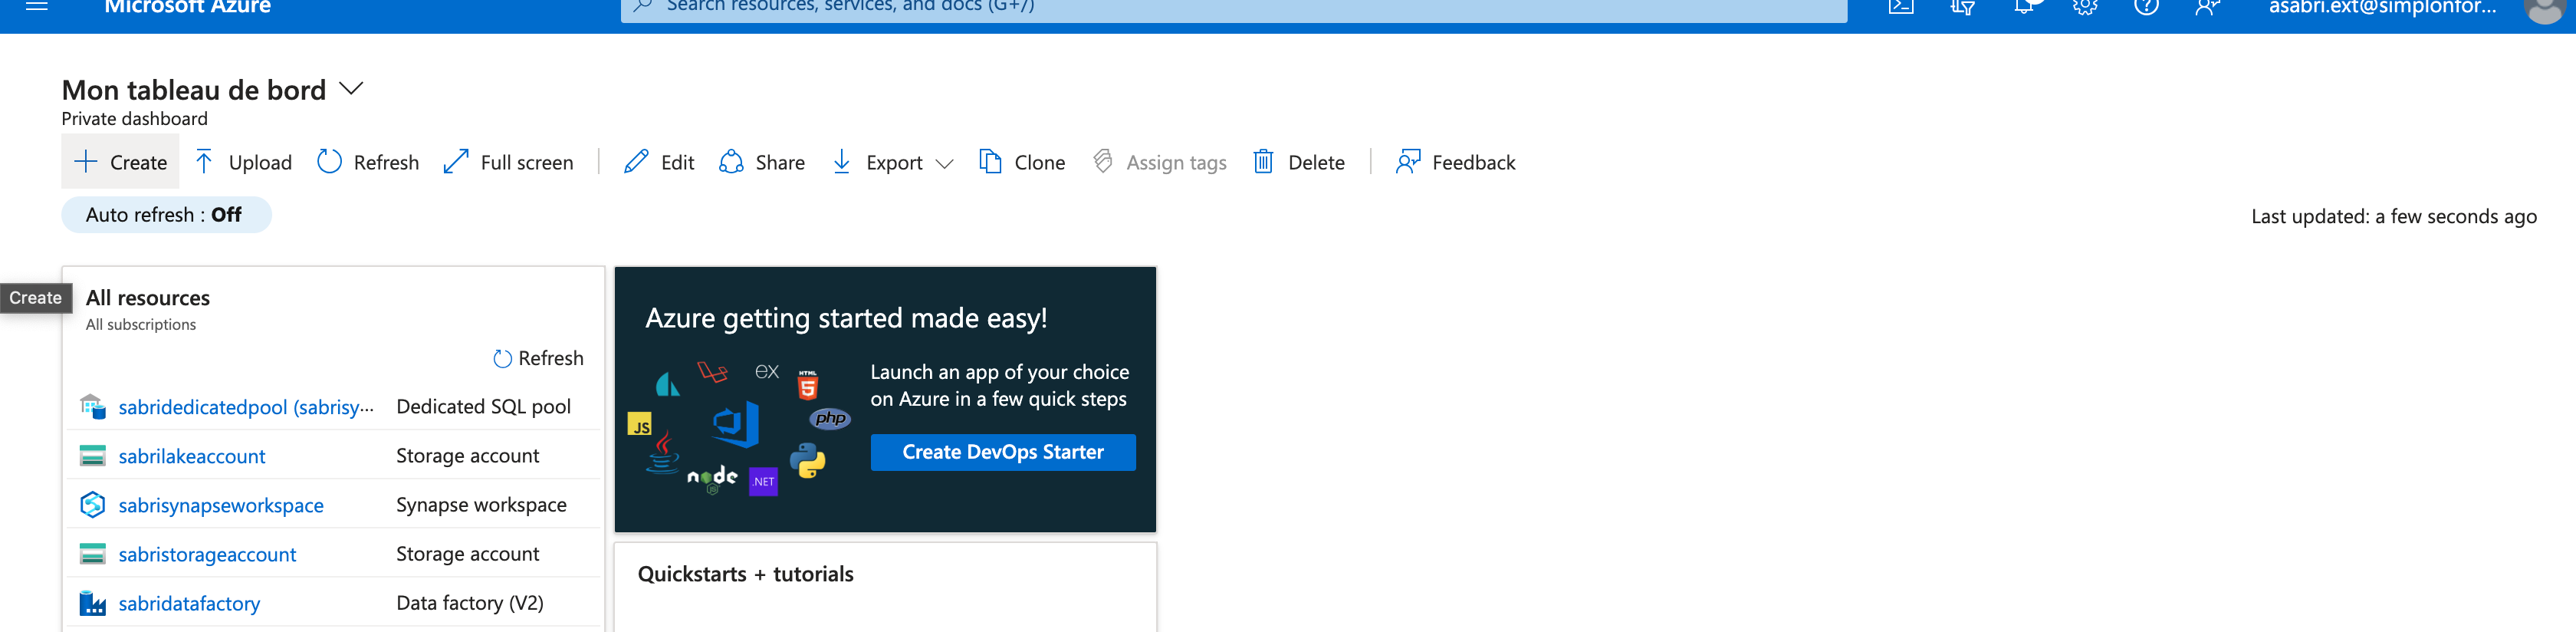 Microsoft Azure
Search resources, services, and docs (G+/)
asabri.ext@simplonfor...
Mon tableau de bord
Private dashboard
Create
Upload
Refresh
Full screen
Edit
Share
Export
Clone
Assign tags
Delete
Feedback
Auto refresh : Off
Last updated: a few seconds ago
Create
All resources
All subscriptions
Refresh
sabridedicatedpool (sabrisy... Dedicated SQL pool
sabrilakeaccount Storage account
sabrisynapseworkspace Synapse workspace
sabristorageaccount Storage account
sabridatafactory Data factory (V2)
Azure getting started made easy!
Launch an app of your choice
on Azure in a few quick steps
Create DevOps Starter
ex
HTML
5
JS
php
node
JS
.NET
Quickstarts + tutorials